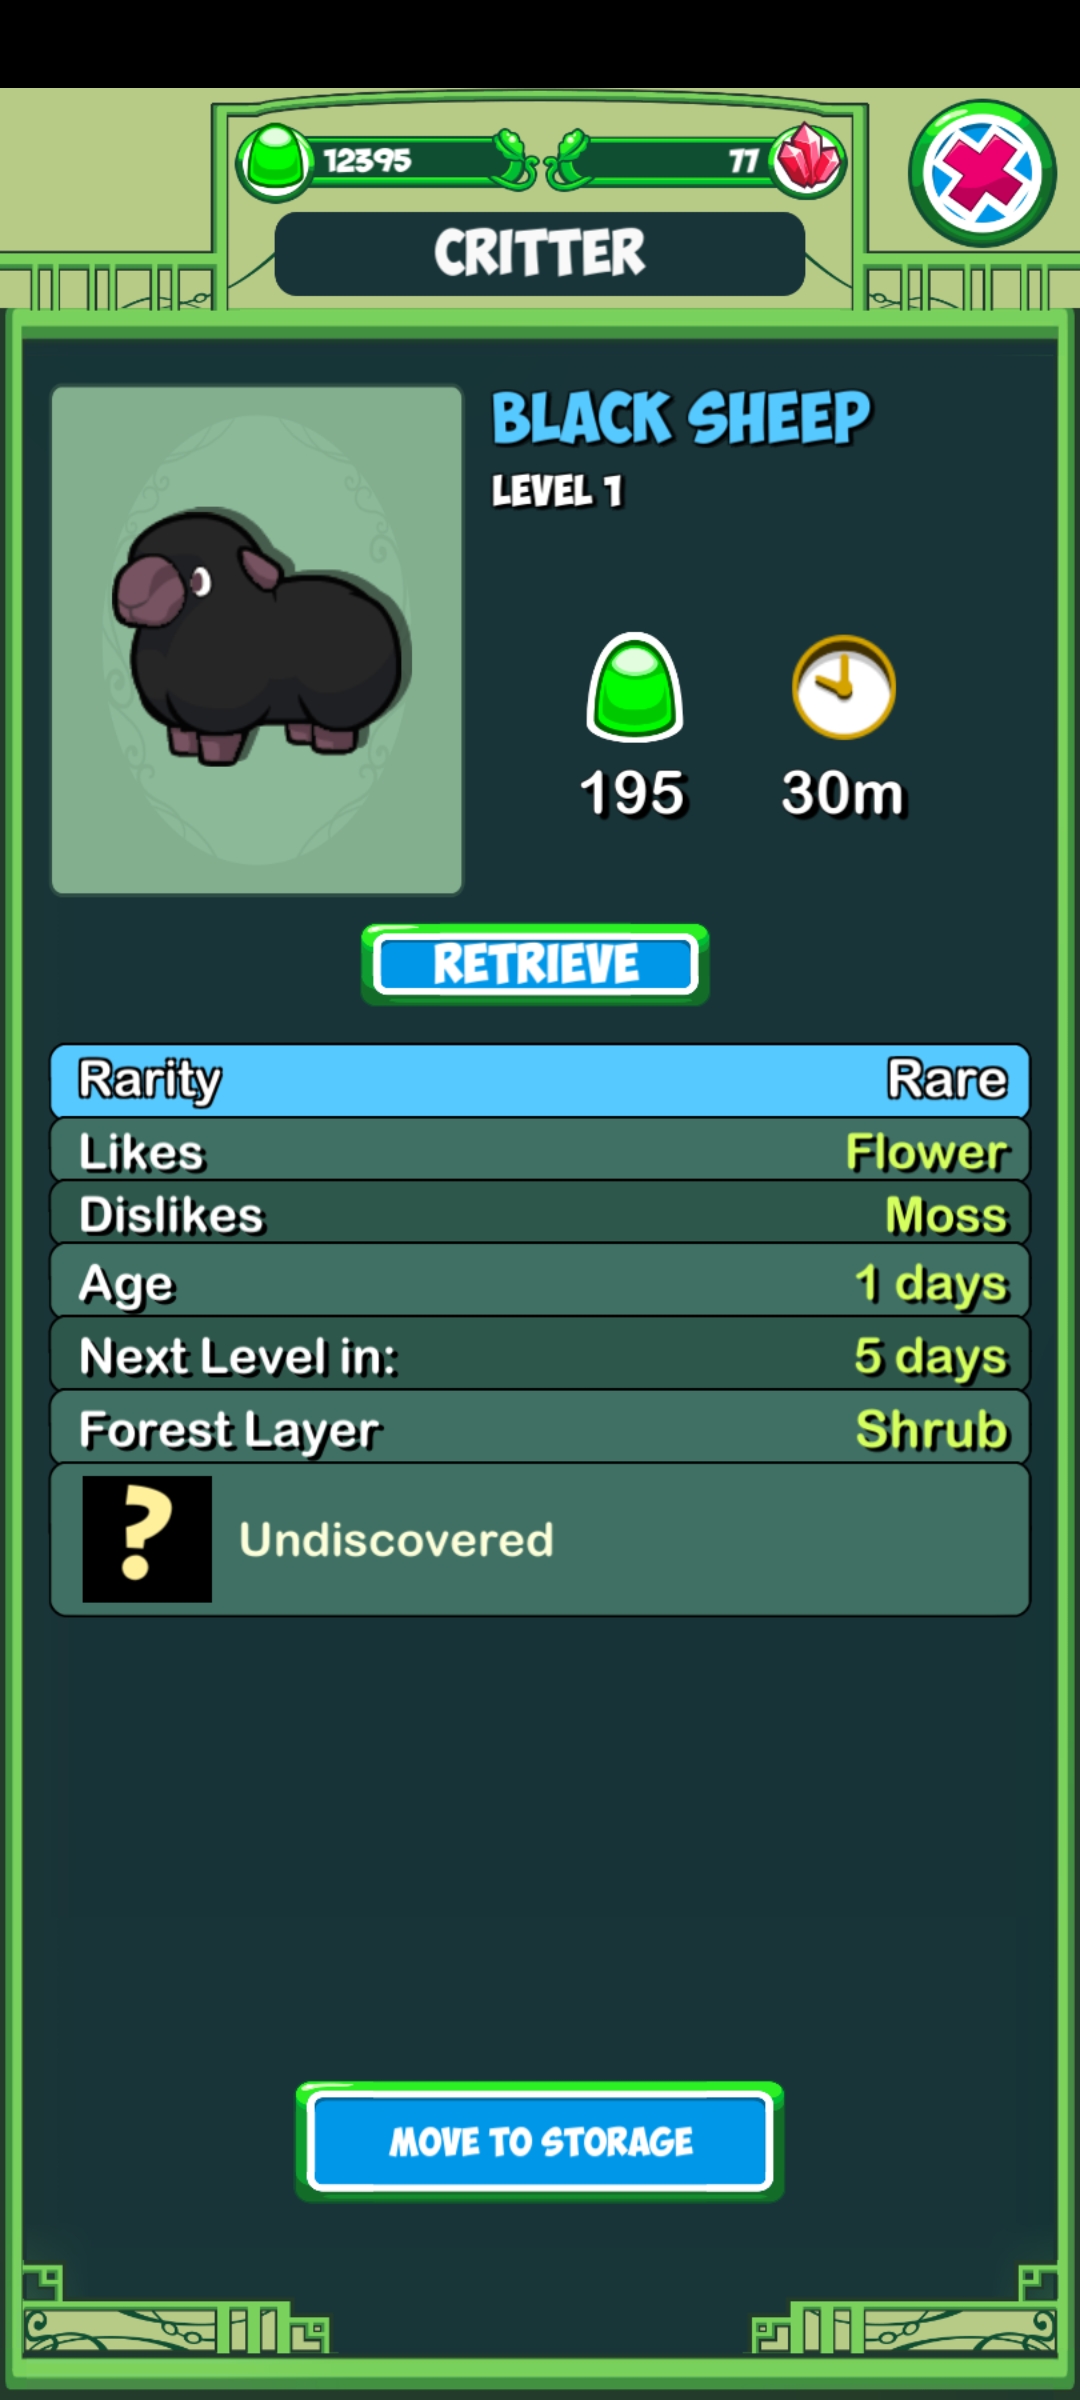 12395
77
CRITTER
BLACK SHEEP
LEVEL 1
195
30m
RETRIEVE
Rarity Rare
Likes Flower
Dislikes Moss
Age 1 days
Next Level in: 5 days
Forest Layer Shrub
? Undiscovered
MOVE TO STORAGE